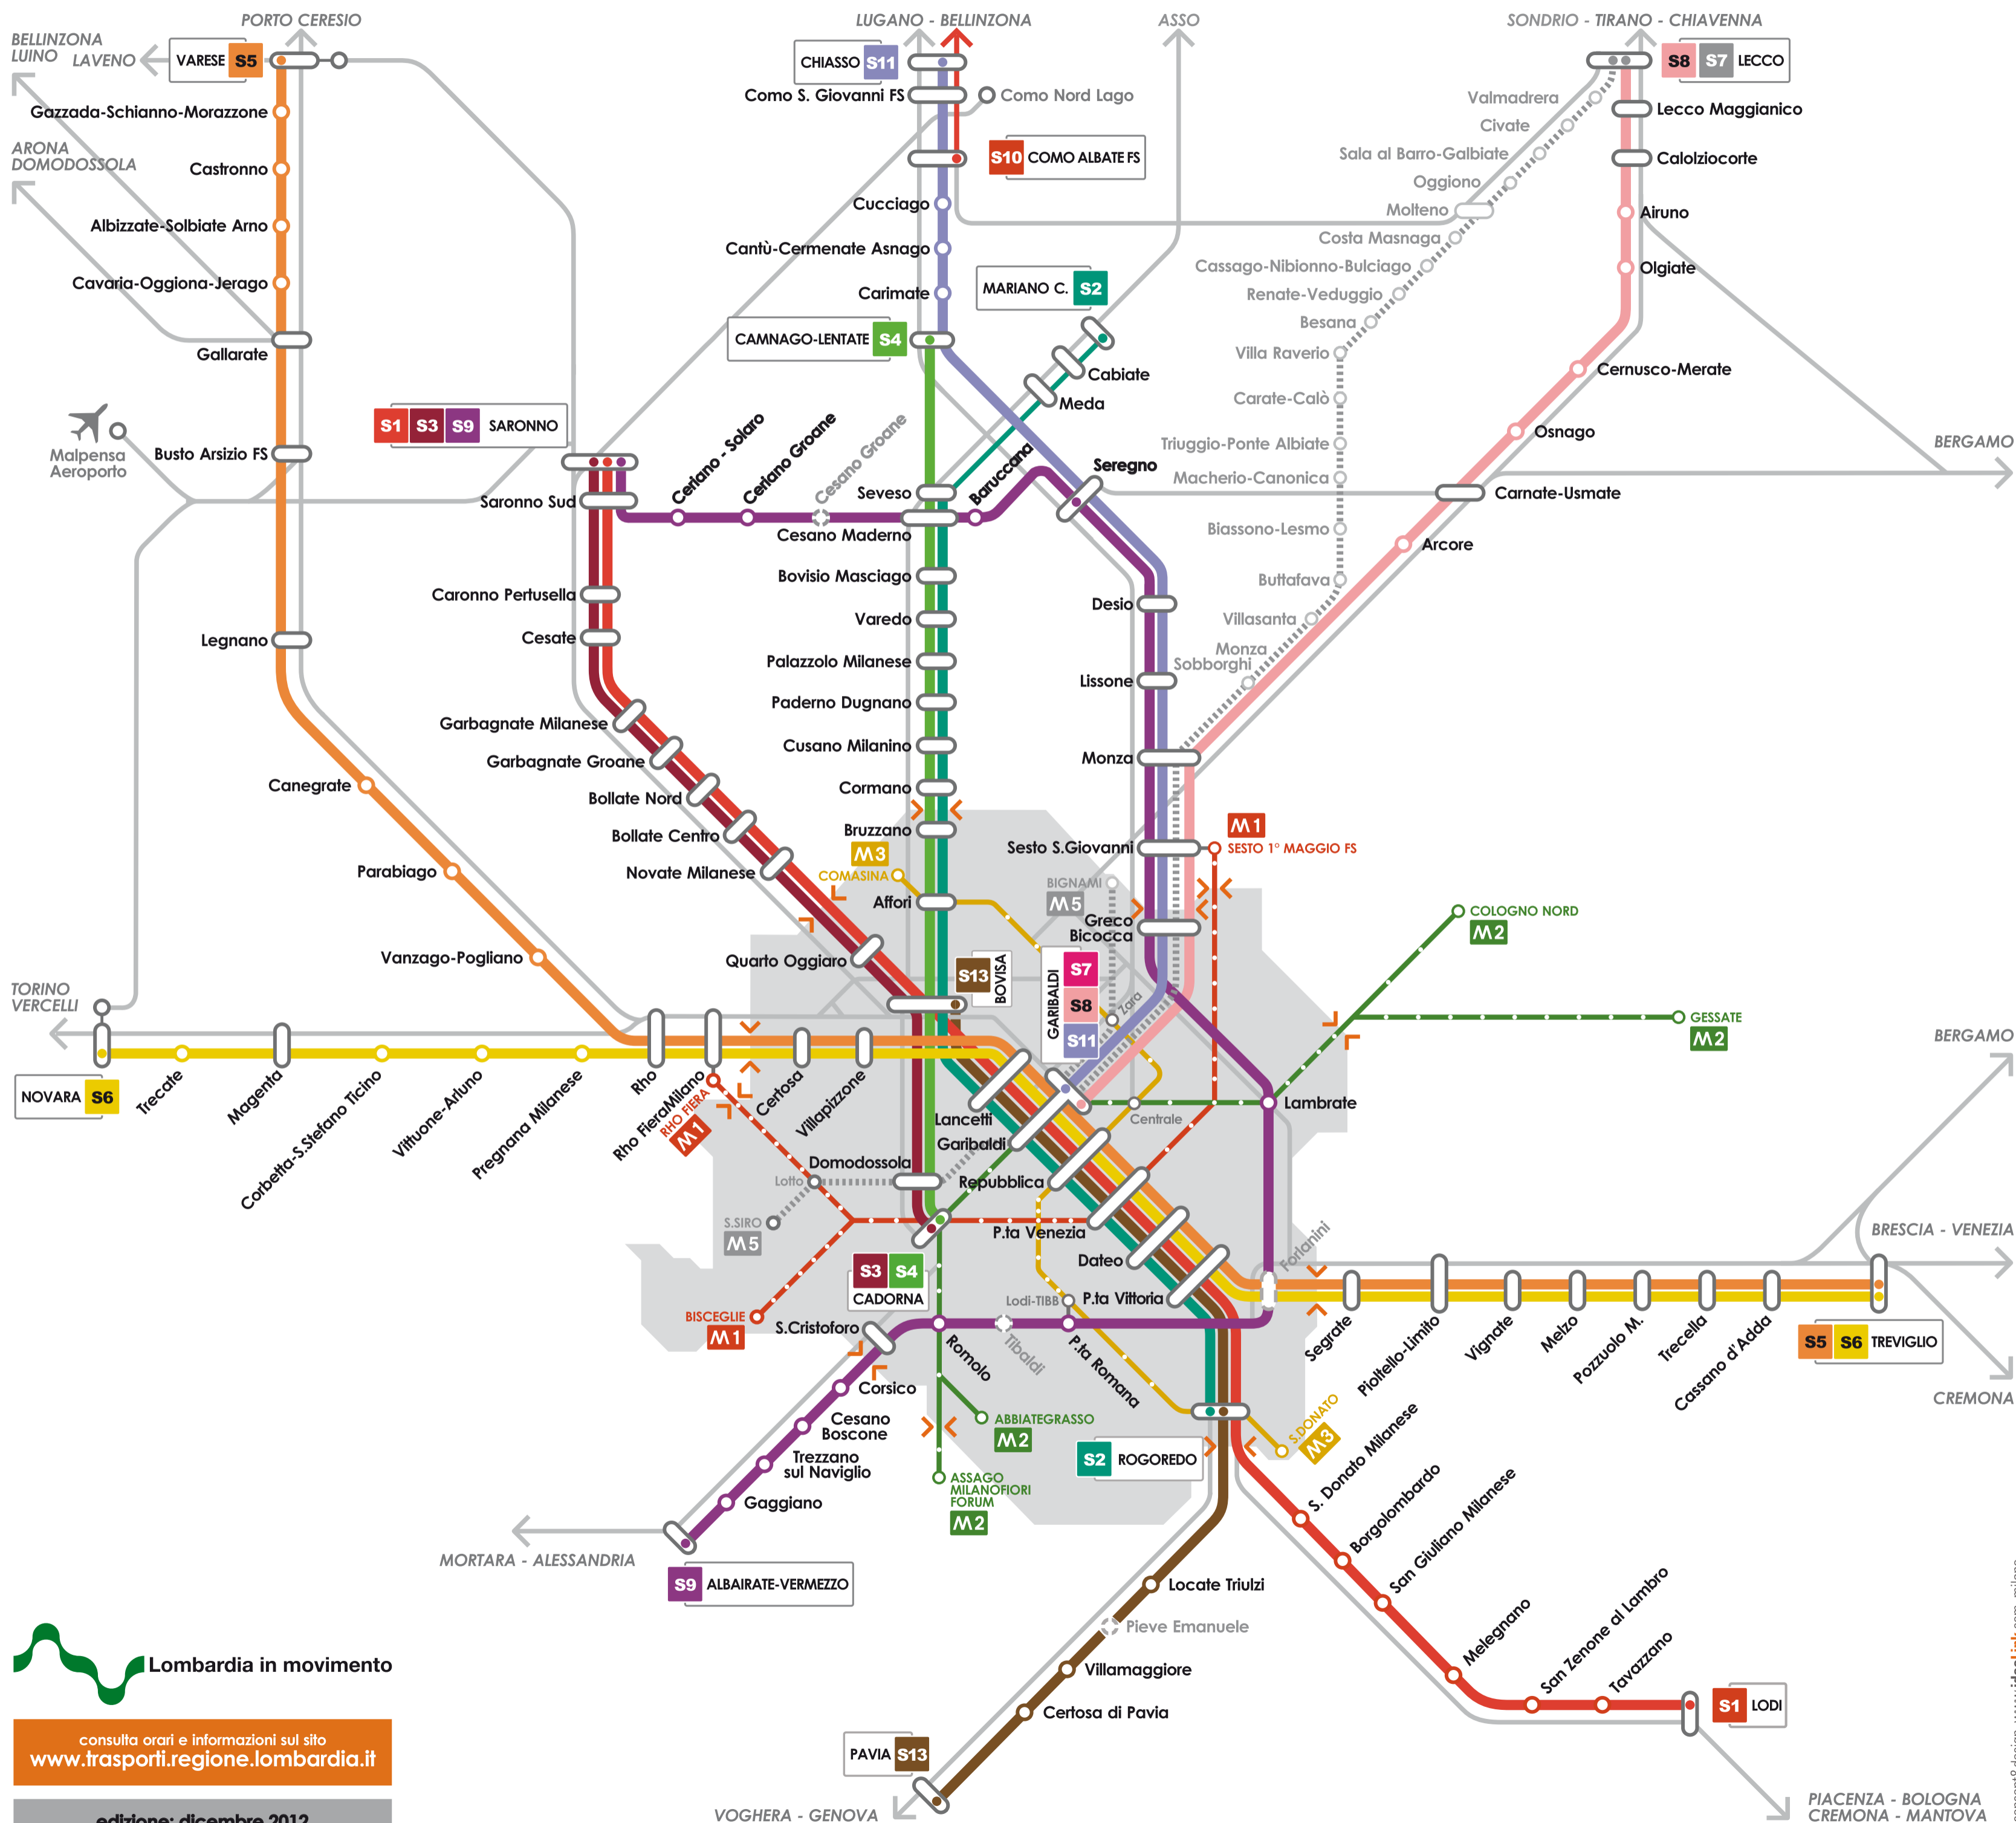 PORTO CERESIO
LUGANO - BELLINZONA
ASSO
SONDRIO - TIRANO - CHIAVENNA
BELLINZONA
LUINO
LAVENO
VARESE S5
CHIASSO S11
S8 S7 LECCO
Gazzada-Schianno-Morazzone
Como S. Giovanni FS
Como Nord Lago
Valmadrera
Lecco Maggianico
Civate
ARONA
DOMODOSSOLA
S10 COMO ALBATE FS
Sala al Barro-Galbiate
Calolziocorte
Castronno
Oggiono
Cucciago
Molteno
Airuno
Albizzate-Solbiate Arno
Costa Masnaga
Cantù-Cermenate Asnago
Cassago-Nibionno-Bulciago
Olgiate
Cavaria-Oggiona-Jerago
Carimate
MARIANO C. S2
Renate-Veduggio
Besana
CAMNAGO-LENTATE S4
Gallarate
Villa Raverio
Cernusco-Merate
Cabiate
Meda
Carate-Calò
S1 S3 S9 SARONNO
Osnago
Malpensa
Aeroporto
Busto Arsizio FS
Ceriano - Solaro
Ceriano Groane
Cesano Groane
Baruccana
Seregno
Triuggio-Ponte Albiate
BERGAMO
Macherio-Canonica
Saronno Sud
Seveso
Carnate-Usmate
Cesano Maderno
Biassono-Lesmo
Arcore
Bovisio Masciago
Buttafava
Caronno Pertusella
Desio
Varedo
Villasanta
Legnano
Cesate
Monza
Sobborghi
Palazzolo Milanese
Lissone
Paderno Dugnano
Garbagnate Milanese
Cusano Milanino
Garbagnate Groane
Monza
Canegrate
Cormano
Bollate Nord
Bruzzano
M1
Bollate Centro
M3
Sesto S.Giovanni
SESTO 1° MAGGIO FS
COMASINA
Parabiago
Novate Milanese
BIGNAMI
M5
Affori
COLOGNO NORD
M2
Greco
Bicocca
Vanzago-Pogliano
Quarto Oggiaro
S13 BOVISA
GARIBALDI S7 S8 S11
Zara
TORINO
VERCELLI
GESSATE
M2
BERGAMO
NOVARA S6
Trecate
Magenta
Corbetta-S.Stefano Ticino
Vittuone-Arluno
Pregnana Milanese
Rho
Rho FieraMilano
RHO FIERA
M1
Certosa
Villapizzone
Lancetti
Centrale
Lambrate
Garibaldi
Domodossola
Lotto
Repubblica
S.SIRO
M5
P.ta Venezia
Forlanini
BRESCIA - VENEZIA
Dateo
S3 S4
CADORNA
Lodi-TIBB
P.ta Vittoria
BISCEGLIE
M1
S.Cristoforo
Romolo
Tibaldi
P.ta Romana
Segrate
Pioltello-Limito
Vignate
Melzo
Pozzuolo M.
Trecella
Cassano d'Adda
S5 S6 TREVIGLIO
CREMONA
Corsico
Cesano
Boscone
ABBIATEGRASSO
M2
S.DONATO
M3
Trezzano
sul Naviglio
S2 ROGOREDO
ASSAGO
MILANOFIORI
FORUM
M2
Gaggiano
S. Donato Milanese
Borgolombardo
San Giuliano Milanese
Melegnano
San Zenone al Lambro
Tavazzano
MORTARA - ALESSANDRIA
S9 ALBAIRATE-VERMEZZO
Locate Triulzi
Pieve Emanuele
Villamaggiore
Certosa di Pavia
S1 LODI
PAVIA S13
VOGHERA - GENOVA
PIACENZA - BOLOGNA
CREMONA - MANTOVA
Lombardia in movimento
consulta orari e informazioni sul sito
www.trasporti.regione.lombardia.it
edizione: dicembre 2012